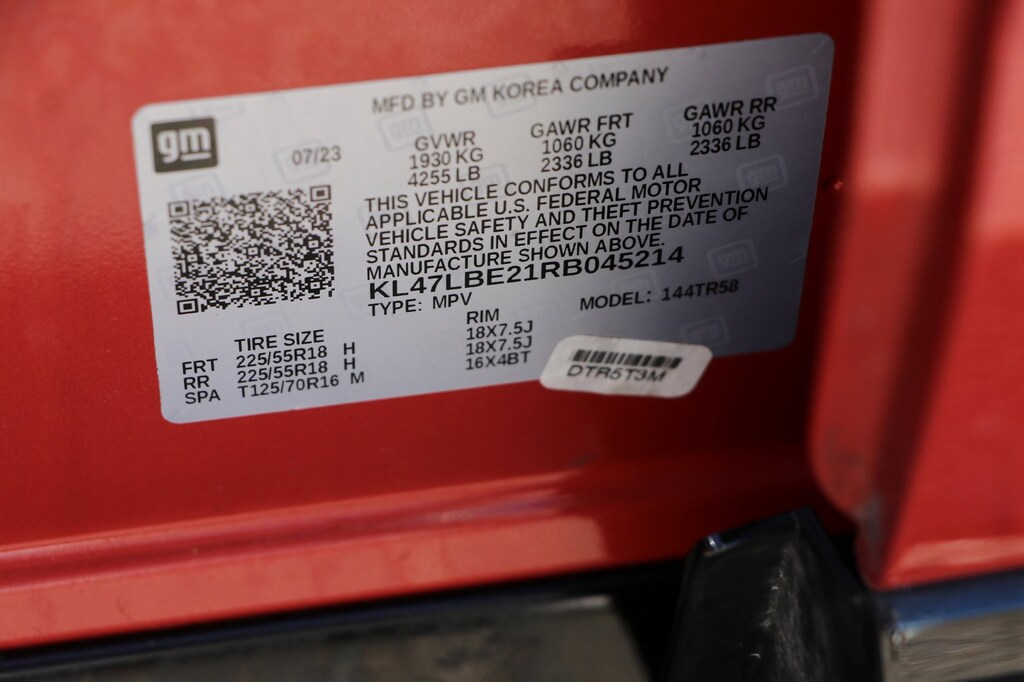 MFD BY GM KOREA COMPANY
gm
07/23
GVWR
1930 KG
4255 LB
GAWR FRT
1060 KG
2336 LB
GAWR RR
1060 KG
2336 LB
THIS VEHICLE CONFORMS TO ALL
APPLICABLE U.S. FEDERAL MOTOR
VEHICLE SAFETY AND THEFT PREVENTION
STANDARDS IN EFFECT ON THE DATE OF
MANUFACTURE SHOWN ABOVE.
KL47LBE21RB045214
TYPE: MPV MODEL: 144TR58
TIRE SIZE RIM
FRT 225/55R18 H 18X7.5J
RR 225/55R18 H 18X7.5J
SPA T125/70R16 M 16X4BT
DTR5T3M